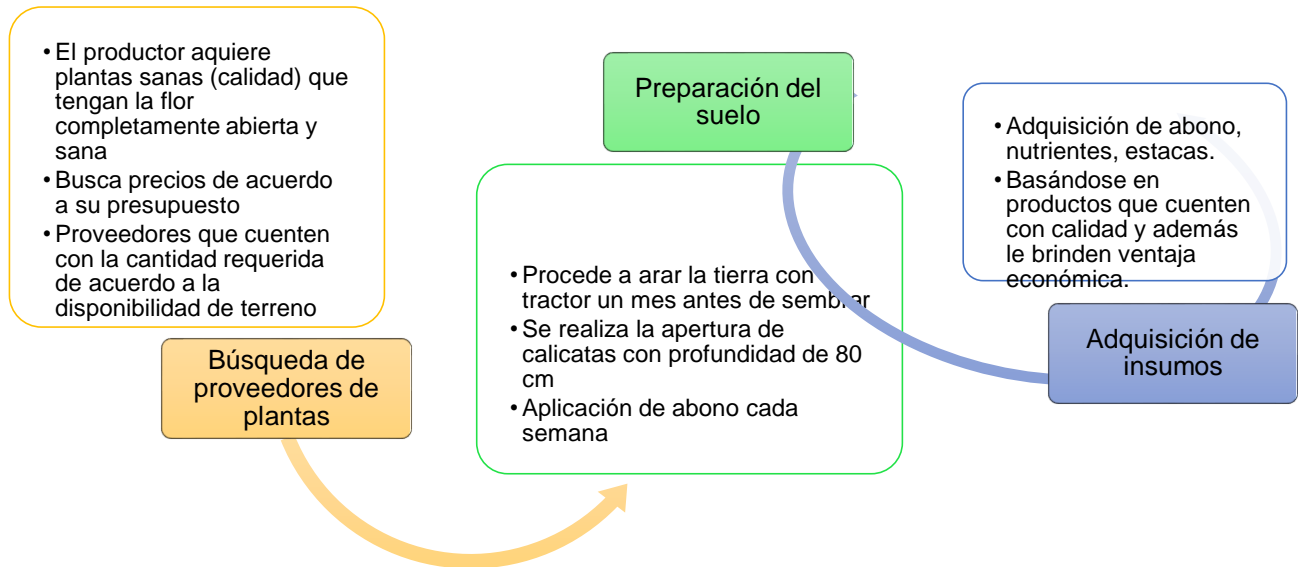 • El productor aquiere
plantas sanas (calidad) que
tengan la flor
completamente abierta y
sana
• Busca precios de acuerdo
a su presupuesto
• Proveedores que cuenten
con la cantidad requerida
de acuerdo a la
disponibilidad de terreno
Búsqueda de
proveedores de
plantas
Preparación del
suelo
• Procede a arar la tierra con
tractor un mes antes de sembrar
• Se realiza la apertura de
calicatas con profundidad de 80
cm
• Aplicación de abono cada
semana
• Adquisición de abono,
nutrientes, estacas.
• Basándose en
productos que cuenten
con calidad y además
le brinden ventaja
económica.
Adquisición de
insumos